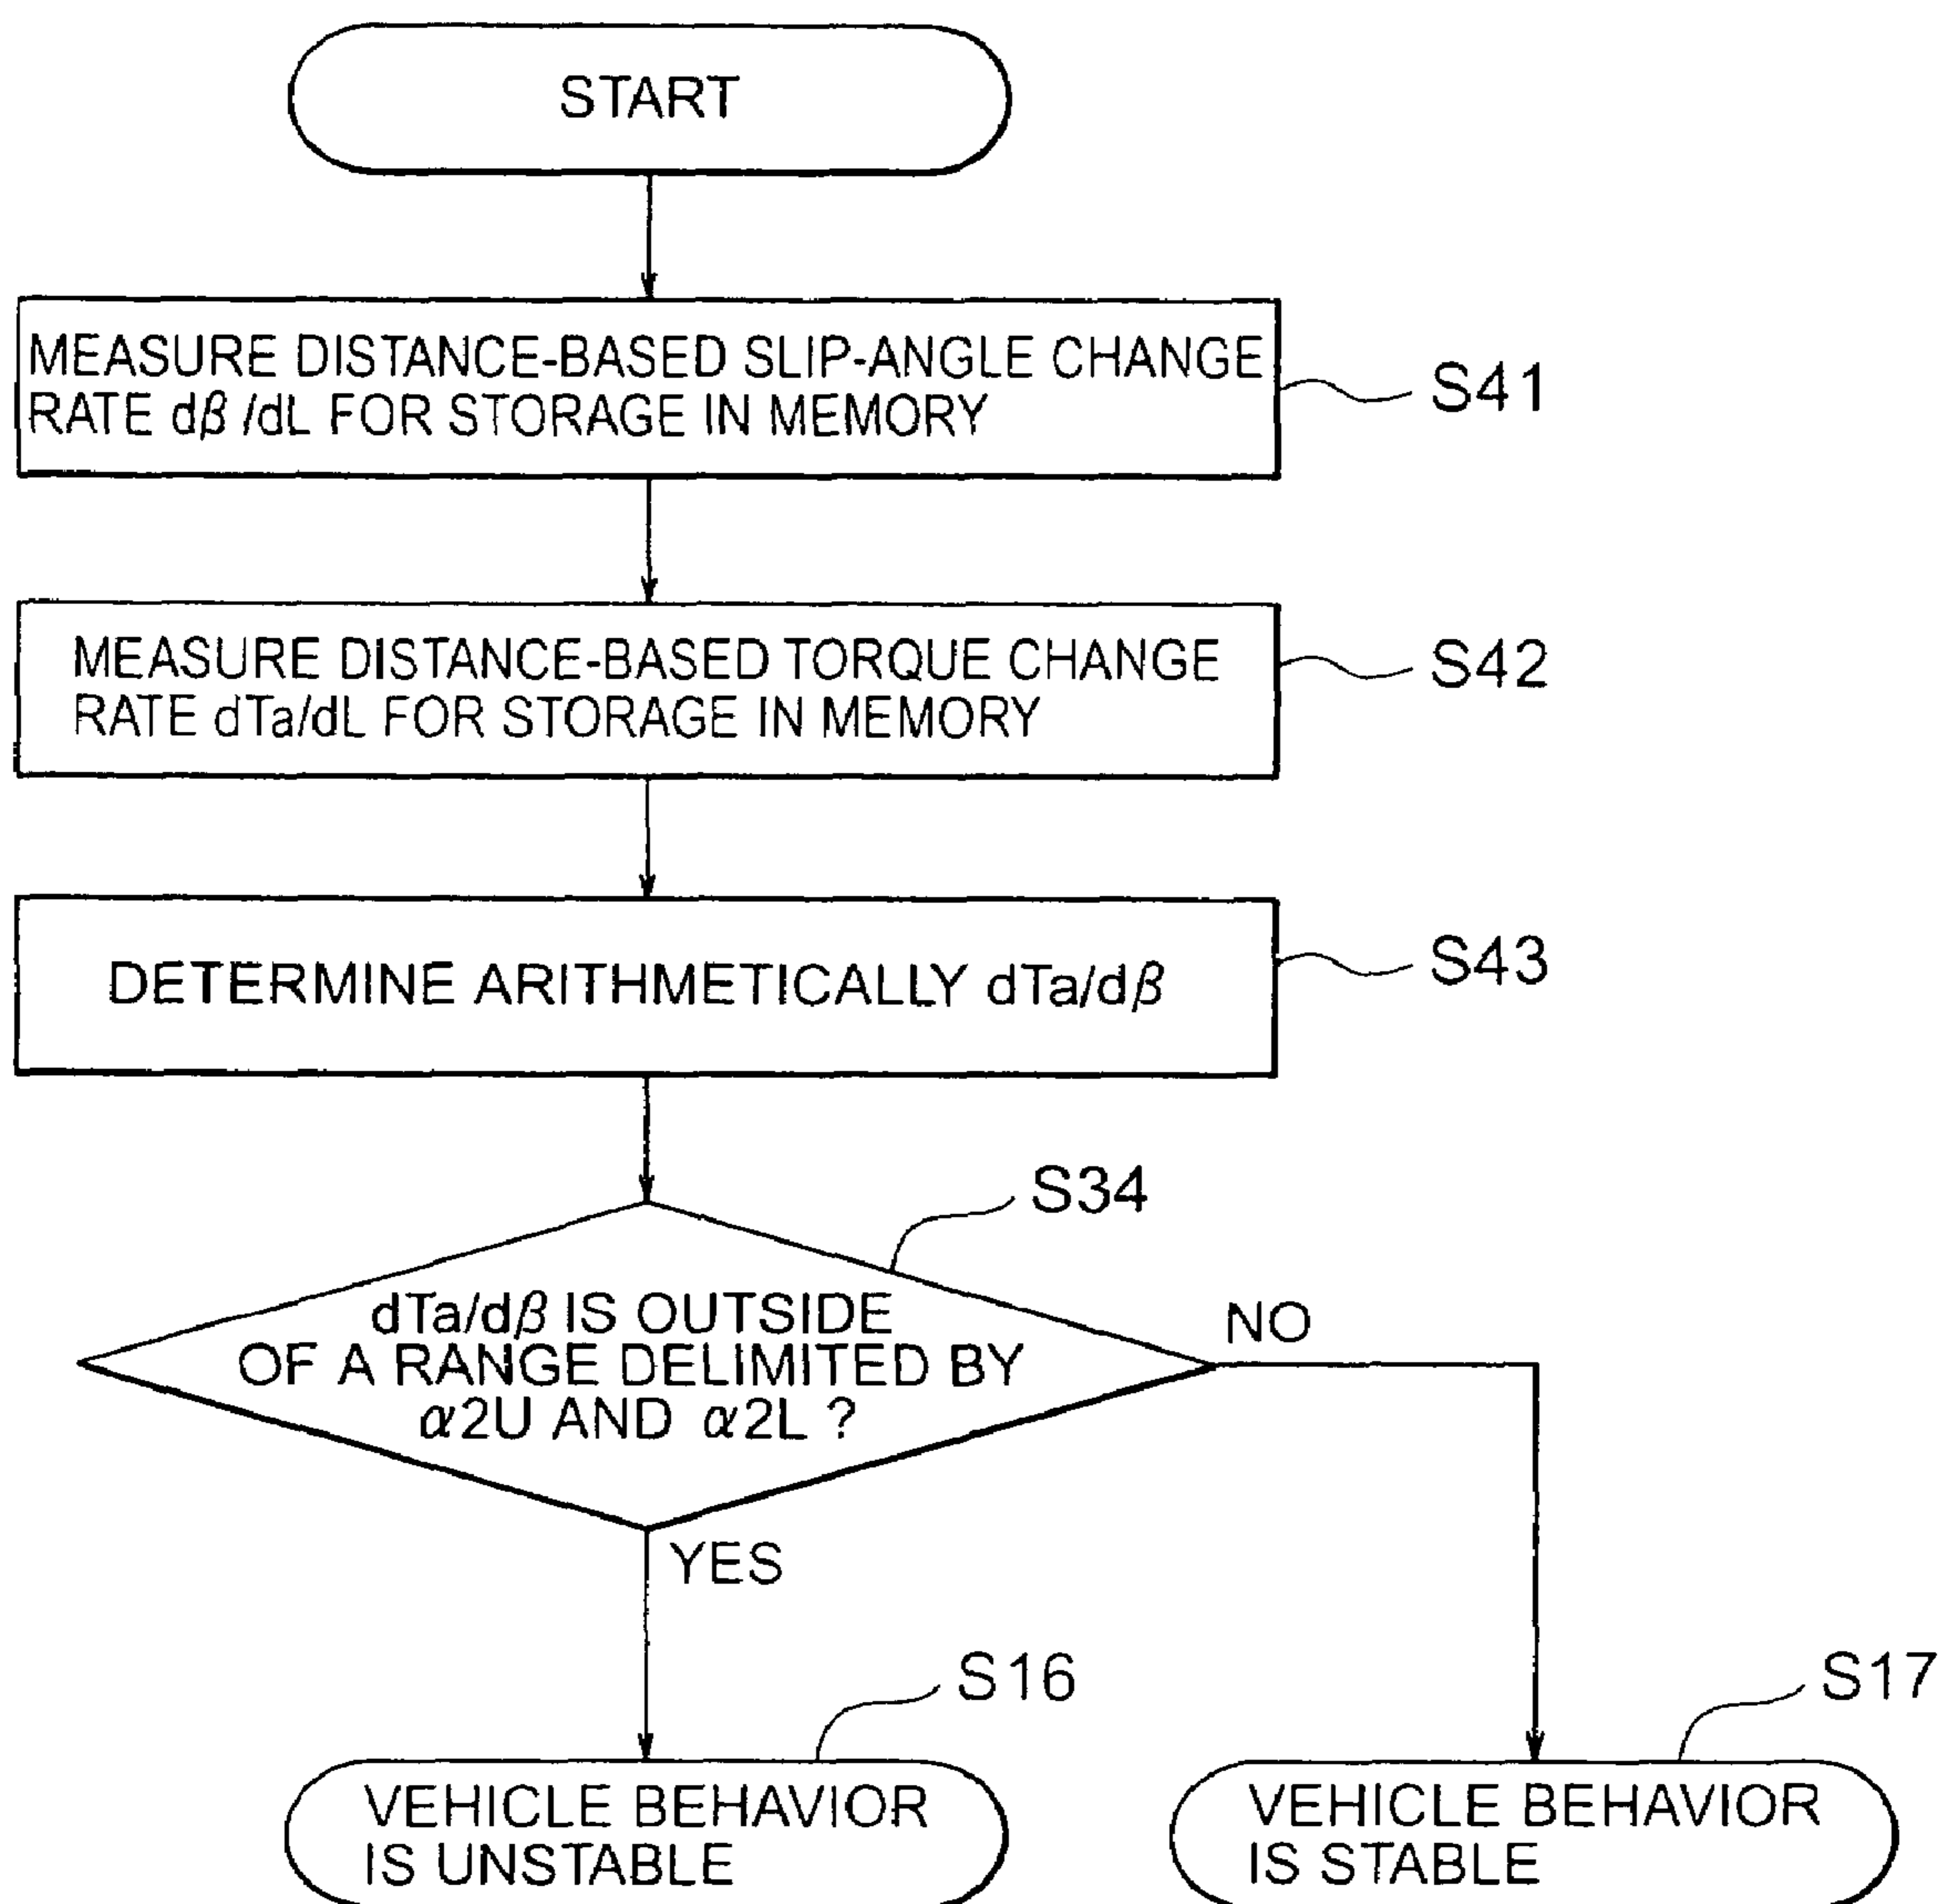 START
MEASURE DISTANCE-BASED SLIP-ANGLE CHANGE
RATE dβ/dL FOR STORAGE IN MEMORY
S41
MEASURE DISTANCE-BASED TORQUE CHANGE
RATE dTa/dL FOR STORAGE IN MEMORY
S42
DETERMINE ARITHMETICALLY dTa/dβ
S43
S34
dTa/dβ IS OUTSIDE
OF A RANGE DELIMITED BY
α2U AND α2L ?
NO
YES
S16
VEHICLE BEHAVIOR
IS UNSTABLE
S17
VEHICLE BEHAVIOR
IS STABLE